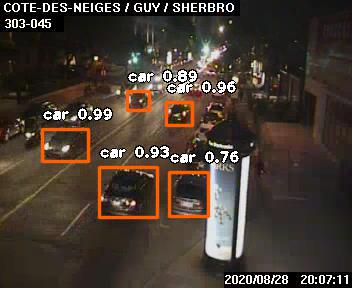 COTE-DES-NEIGES / GUY / SHERBRO
303-045
car 0.89
car 0.96
car 0.99
car 0.93
car 0.76
2020/08/28 20:07:11